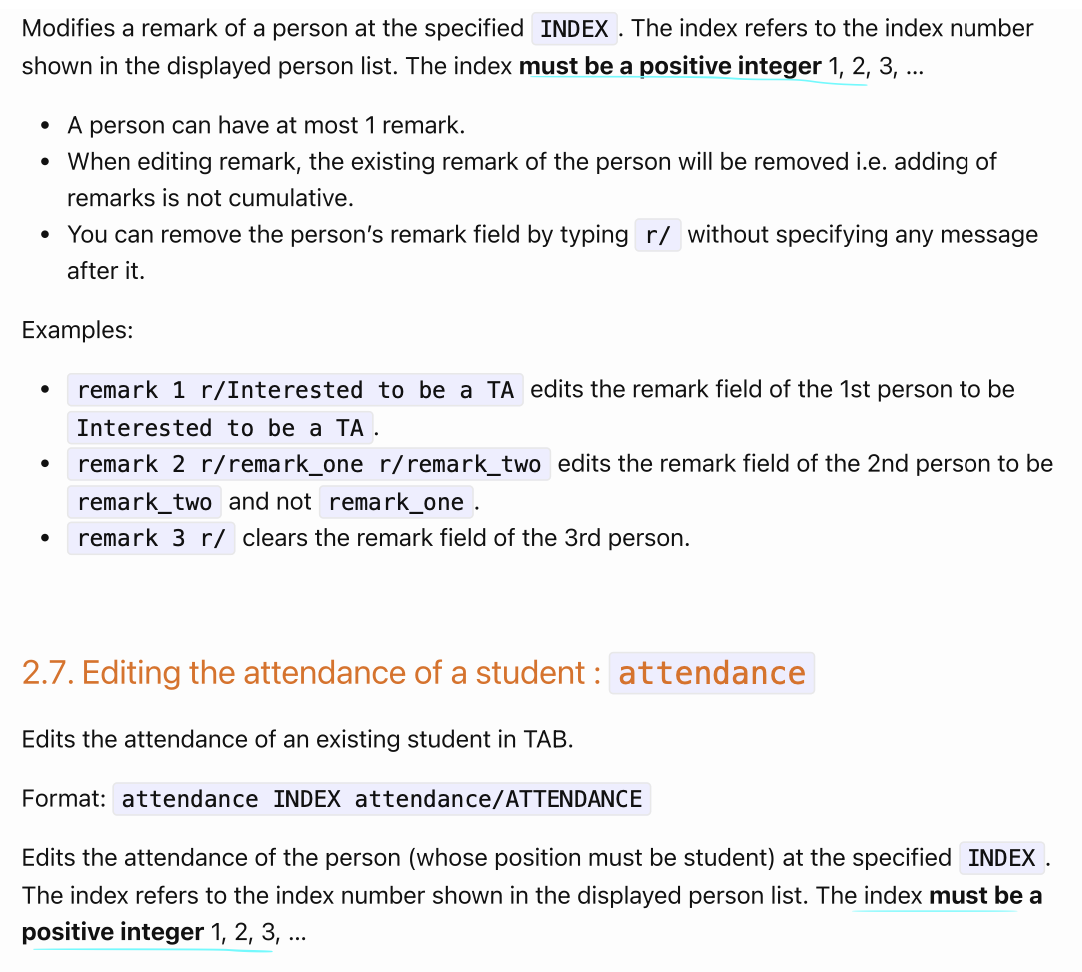 Modifies a remark of a person at the specified INDEX . The index refers to the index number
shown in the displayed person list. The index must be a positive integer 1, 2, 3, …
• A person can have at most 1 remark.
• When editing remark, the existing remark of the person will be removed i.e. adding of
remarks is not cumulative.
• You can remove the person’s remark field by typing r/ without specifying any message
after it.
Examples:
• remark 1 r/Interested to be a TA edits the remark field of the 1st person to be
Interested to be a TA .
• remark 2 r/remark_one r/remark_two edits the remark field of the 2nd person to be
remark_two and not remark_one .
• remark 3 r/ clears the remark field of the 3rd person.
2.7. Editing the attendance of a student : attendance
Edits the attendance of an existing student in TAB.
Format: attendance INDEX attendance/ATTENDANCE
Edits the attendance of the person (whose position must be student) at the specified INDEX .
The index refers to the index number shown in the displayed person list. The index must be a
positive integer 1, 2, 3, …